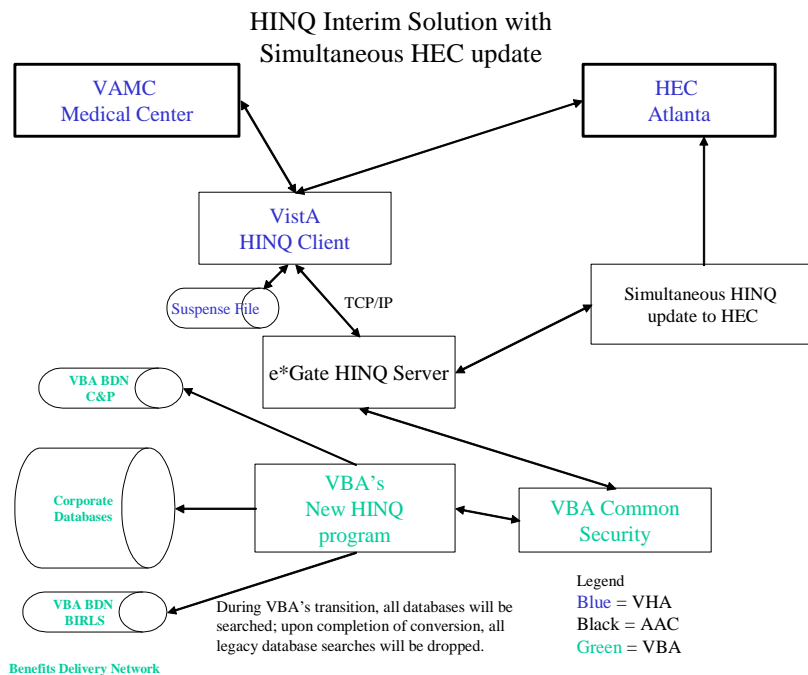 HINQ Interim Solution with
Simultaneous HEC update
VAMC
Medical Center
HEC
Atlanta
VistA
HINQ Client
Suspense File
TCP/IP
Simultaneous HINQ
update to HEC
e*Gate HINQ Server
VBA BDN
C&P
Corporate
Databases
VBA's
New HINQ
program
VBA Common
Security
VBA BDN
BIRLS
During VBA's transition, all databases will be
searched; upon completion of conversion, all
legacy database searches will be dropped.
Legend
Blue = VHA
Black = AAC
Green = VBA
Benefits Delivery Network